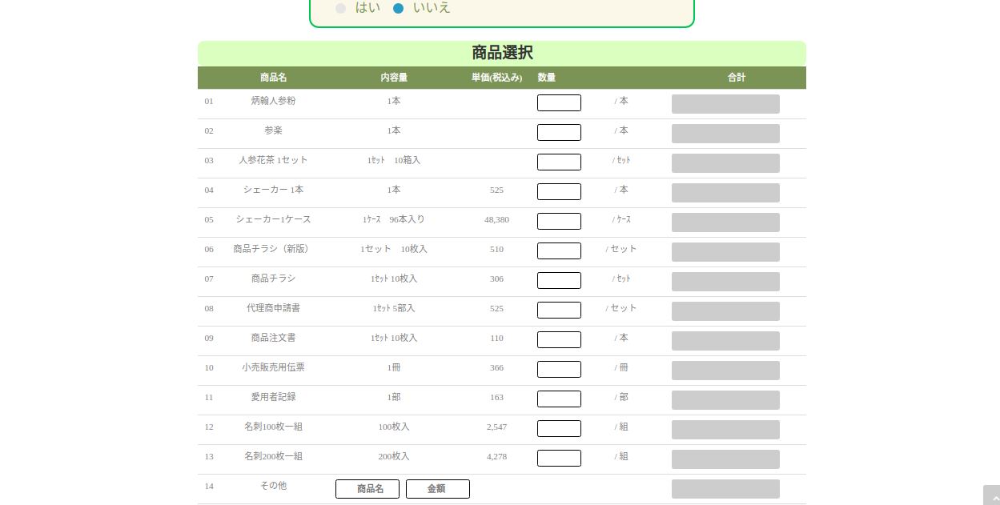 はい いいえ
商品選択
商品名 内容量 単価(税込み) 数量 合計
01 炳翰人参粉 1本 / 本
02 参楽 1本 / 本
03 人参花茶 1セット 1ｾｯﾄ　10箱入 / ｾｯﾄ
04 シェーカー 1本 1本 525 / 本
05 シェーカー1ケース 1ｹｰｽ　96本入り 48,380 / ｹｰｽ
06 商品チラシ（新版） 1セット　10枚入 510 / セット
07 商品チラシ 1ｾｯﾄ 10枚入 306 / ｾｯﾄ
08 代理商申請書 1ｾｯﾄ 5部入 525 / セット
09 商品注文書 1ｾｯﾄ 10枚入 110 / 本
10 小売販売用伝票 1冊 366 / 冊
11 愛用者記録 1部 163 / 部
12 名刺100枚一組 100枚入 2,547 / 組
13 名刺200枚一組 200枚入 4,278 / 組
14 その他 商品名 金額